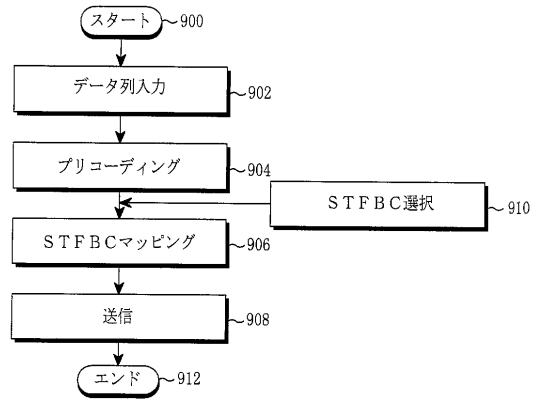 スタート 900
データ列入力 902
プリコーディング 904
STFBC選択 910
STFBCマッピング 906
送信 908
エンド 912